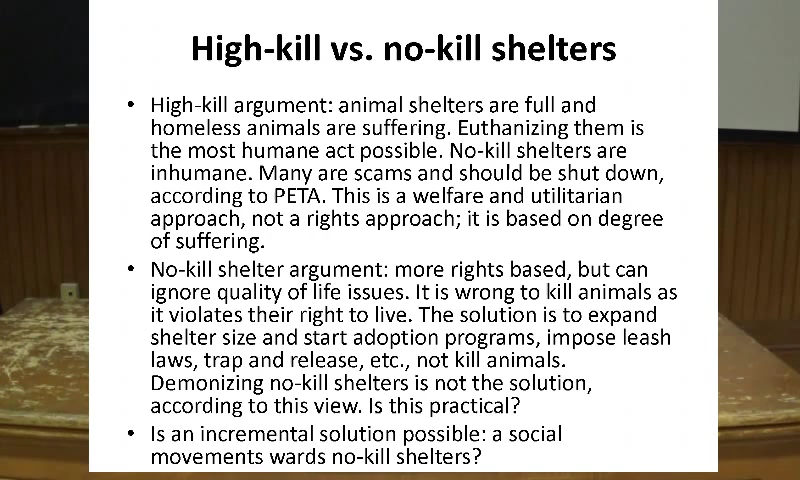 High-kill vs. no-kill shelters
• High-kill argument: animal shelters are full and
homeless animals are suffering. Euthanizing them is
the most humane act possible. No-kill shelters are
inhumane. Many are scams and should be shut down,
according to PETA. This is a welfare and utilitarian
approach, not a rights approach; it is based on degree
of suffering.
• No-kill shelter argument: more rights based, but can
ignore quality of life issues. It is wrong to kill animals as
it violates their right to live. The solution is to expand
shelter size and start adoption programs, impose leash
laws, trap and release, etc., not kill animals.
Demonizing no-kill shelters is not the solution,
according to this view. Is this practical?
• Is an incremental solution possible: a social
movements wards no-kill shelters?